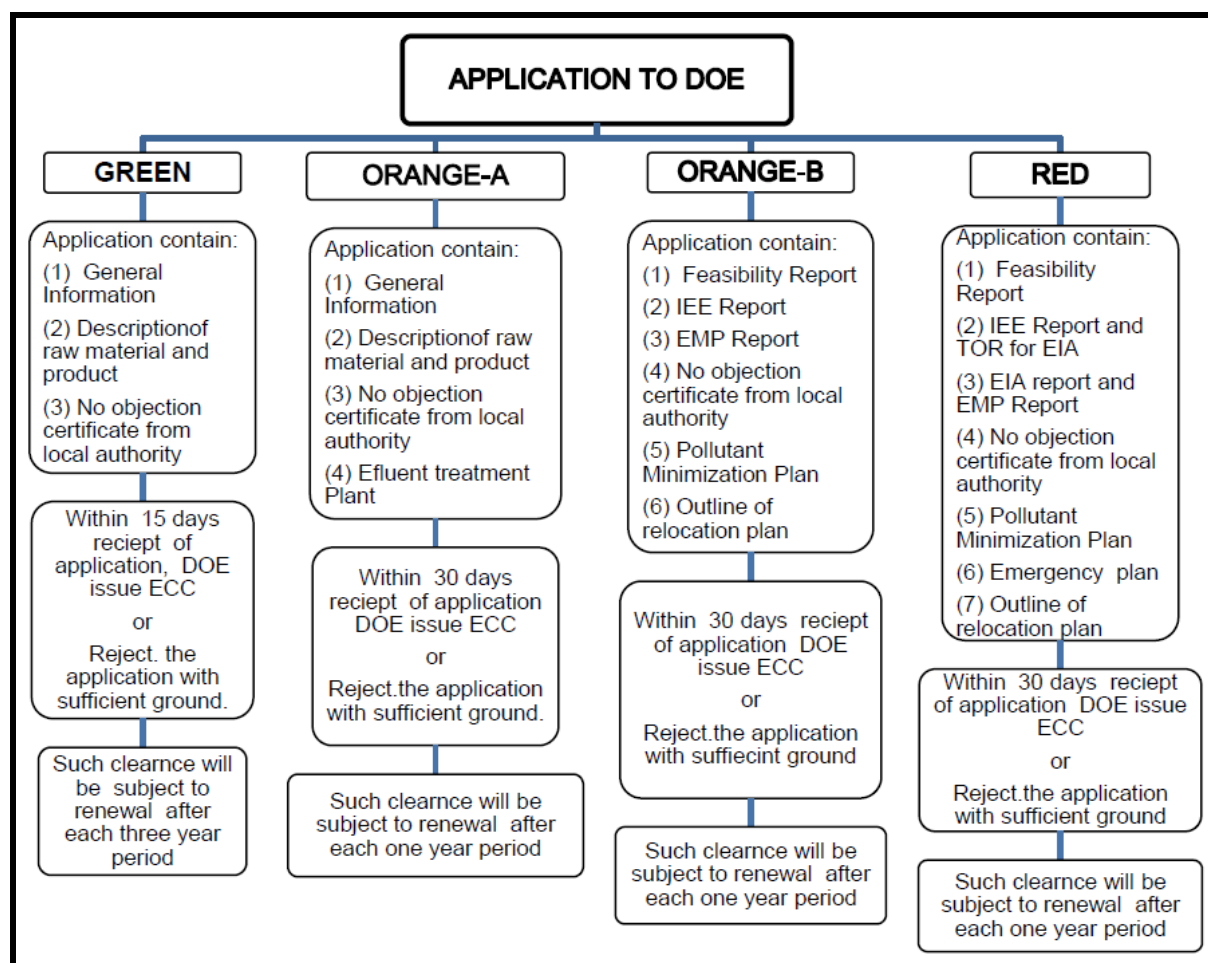 APPLICATION TO DOE
GREEN
Application contain:
(1) General
Information
(2) Descriptionof
raw material and
product
(3) No objection
certificate from
local authority
Within 15 days
reciept of
application, DOE
issue ECC
or
Reject. the
application with
sufficient ground.
Such clearnce will
be subject to
renewal after
each three year
period
ORANGE-A
Application contain:
(1) General
Information
(2) Descriptionof raw
material and product
(3) No objection
certificate from local
authority
(4) Efluent treatment
Plant
Within 30 days
reciept of application
DOE issue ECC
or
Reject.the application
with sufficient ground.
Such clearnce will be
subject to renewal after
each one year period
ORANGE-B
Application contain:
(1) Feasibility Report
(2) IEE Report
(3) EMP Report
(4) No objection
certificate from local
authority
(5) Pollutant
Minimization Plan
(6) Outline of
relocation plan
Within 30 days reciept
of application DOE
issue ECC
or
Reject.the application
with suffiecint ground
Such clearnce will be
subject to renewal after
each one year period
RED
Application contain:
(1) Feasibility
Report
(2) IEE Report and
TOR for EIA
(3) EIA report and
EMP Report
(4) No objection
certificate from local
authority
(5) Pollutant
Minimization Plan
(6) Emergency plan
(7) Outline of
relocation plan
Within 30 days reciept
of application DOE issue
ECC
or
Reject.the application
with sufficient ground
Such clearnce will be
subject to renewal after
each one year period